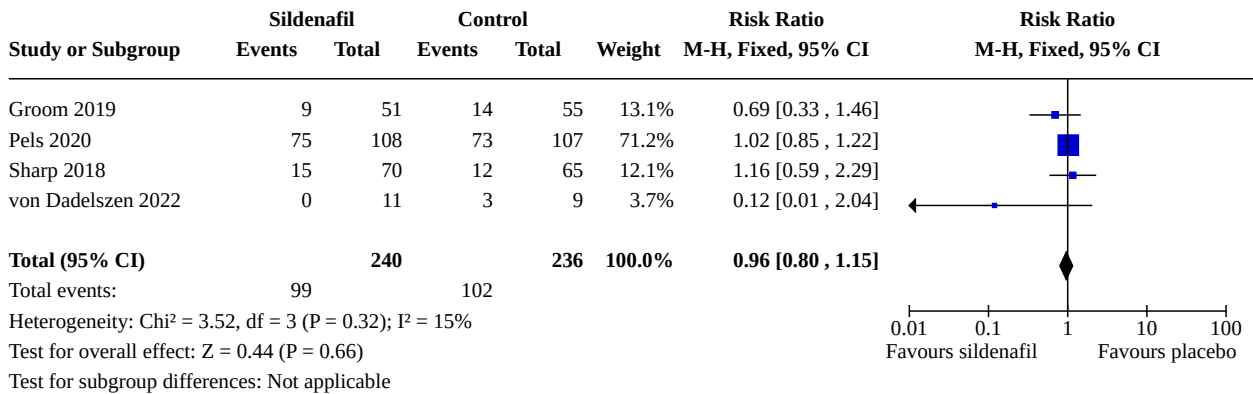 Sildenafil Control Risk Ratio Risk Ratio
Study or Subgroup Events Total Events Total Weight M-H, Fixed, 95% CI M-H, Fixed, 95% CI
Groom 2019 9 51 14 55 13.1% 0.69 [0.33 , 1.46]
Pels 2020 75 108 73 107 71.2% 1.02 [0.85 , 1.22]
Sharp 2018 15 70 12 65 12.1% 1.16 [0.59 , 2.29]
von Dadelszen 2022 0 11 3 9 3.7% 0.12 [0.01 , 2.04]
Total (95% CI) 240 236 100.0% 0.96 [0.80 , 1.15]
Total events: 99 102
Heterogeneity: Chi² = 3.52, df = 3 (P = 0.32); I² = 15%
Test for overall effect: Z = 0.44 (P = 0.66)
Test for subgroup differences: Not applicable
0.01 0.1 1 10 100
Favours sildenafil Favours placebo